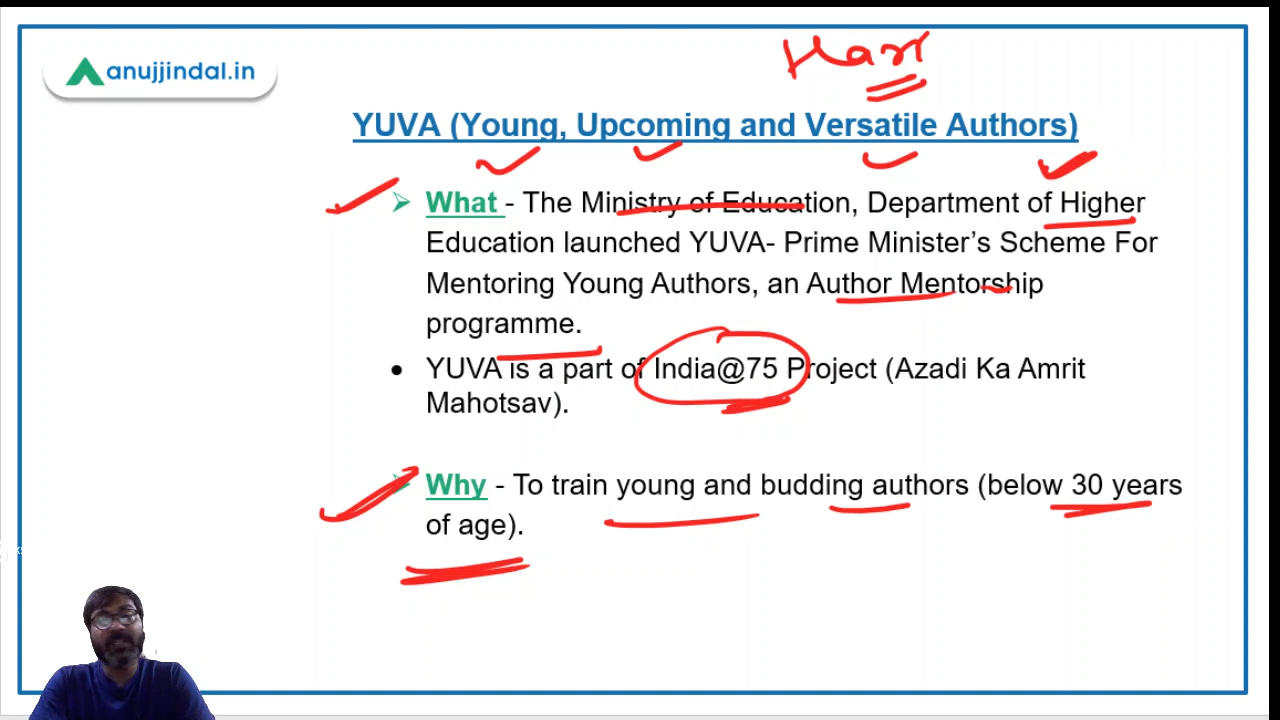 anujjindal.in
YUVA (Young, Upcoming and Versatile Authors)
➢ What - The Ministry of Education, Department of Higher
Education launched YUVA- Prime Minister's Scheme For
Mentoring Young Authors, an Author Mentorship
programme.
• YUVA is a part of India@75 Project (Azadi Ka Amrit
Mahotsav).
➢ Why - To train young and budding authors (below 30 years
of age).